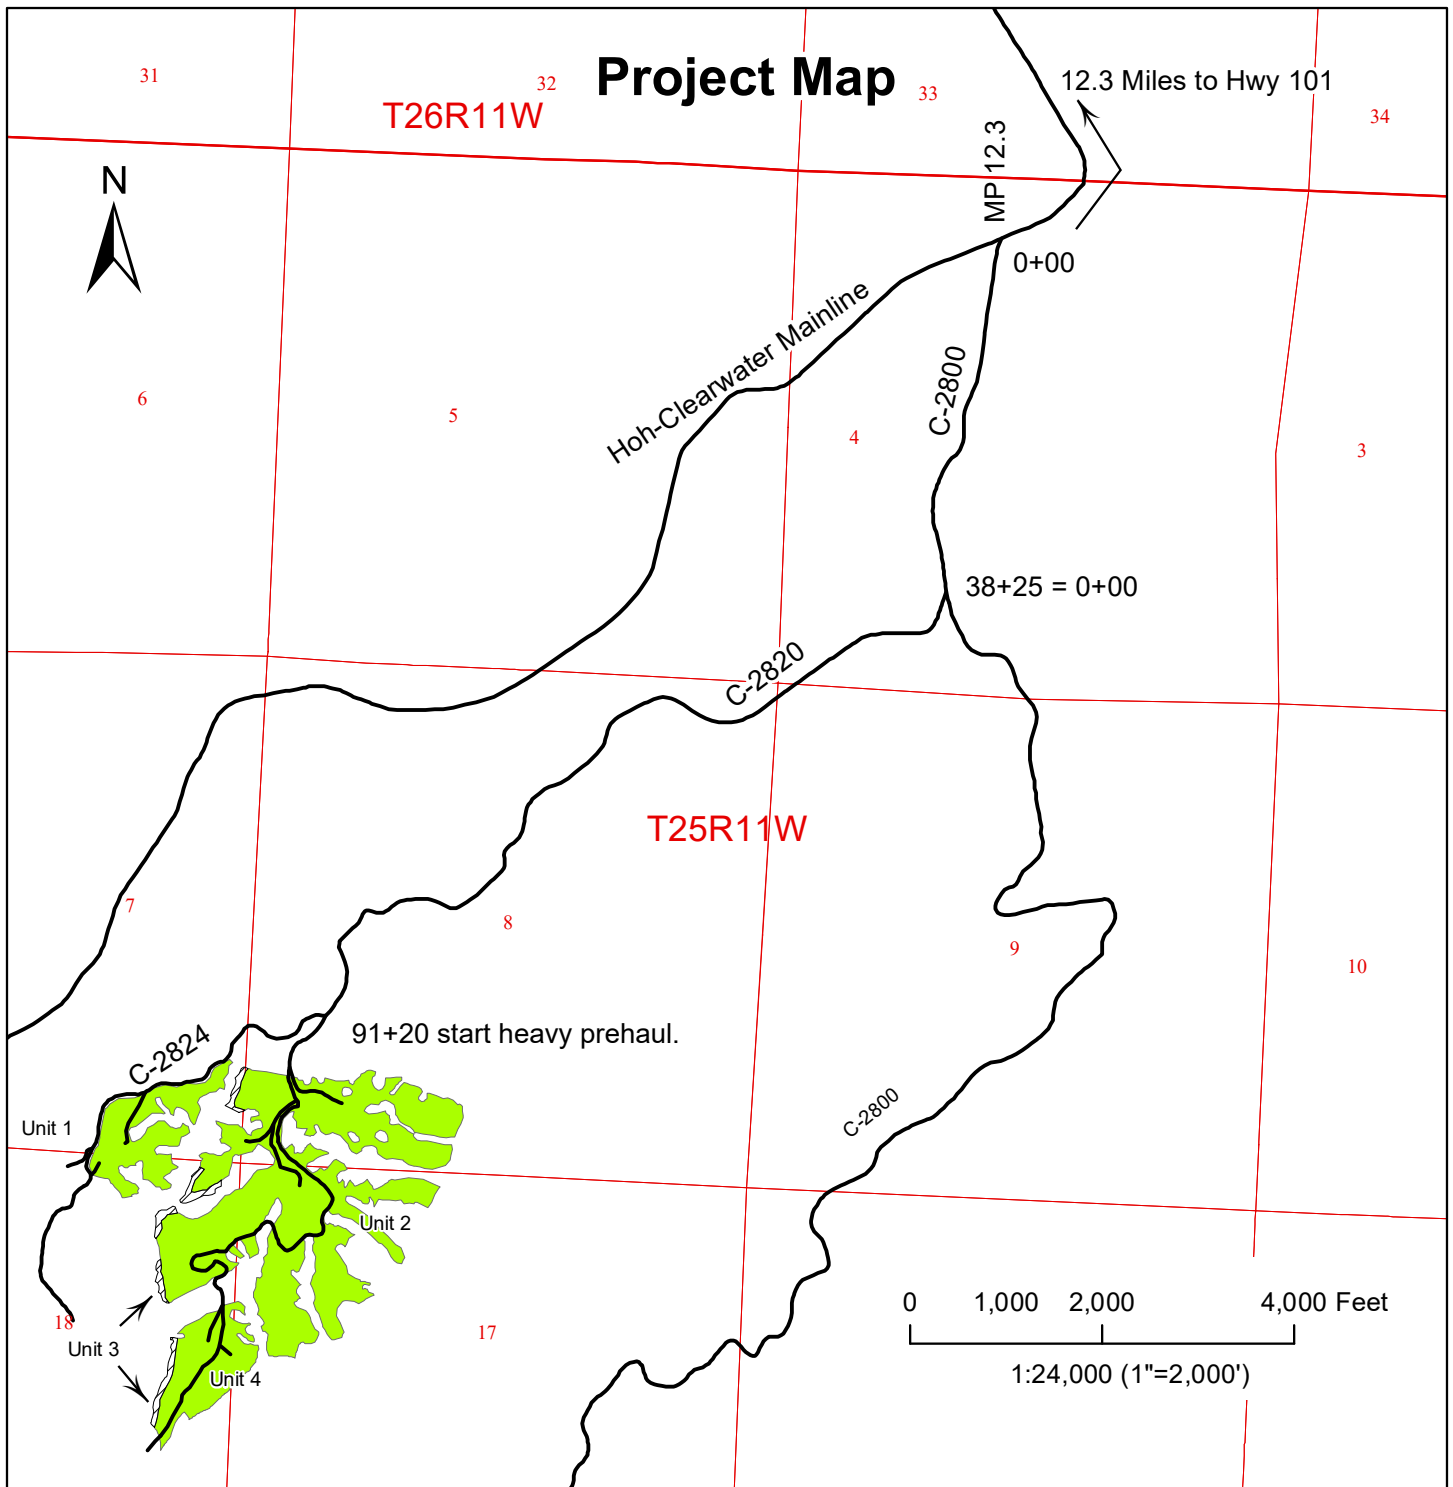 Project Map
31
32
33
34
T26R11W
12.3 Miles to Hwy 101
MP 12.3
N
0+00
Hoh-Clearwater Mainline
C-2800
6
5
4
3
38+25 = 0+00
C-2820
T25R11W
7
8
9
10
91+20 start heavy prehaul.
C-2824
C-2800
Unit 1
Unit 2
18
17
Unit 3
Unit 4
0 1,000 2,000 4,000 Feet
1:24,000 (1"=2,000')